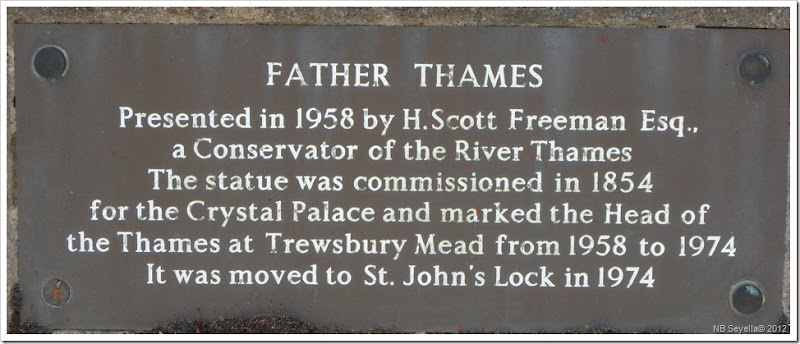 FATHER THAMES
Presented in 1958 by H.Scott Freeman Esq.,
a Conservator of the River Thames
The statue was commissioned in 1854
for the Crystal Palace and marked the Head of
the Thames at Trewsbury Mead from 1958 to 1974
It was moved to St. John's Lock in 1974
NB Seyella© 2012